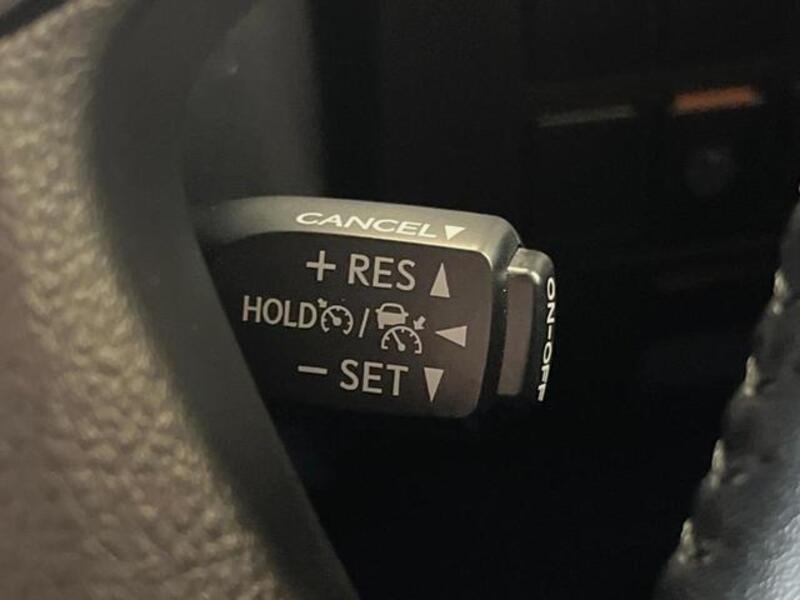 CANCEL▼
+ RES ▲
HOLD / ◀
− SET ▼
ON-OFF